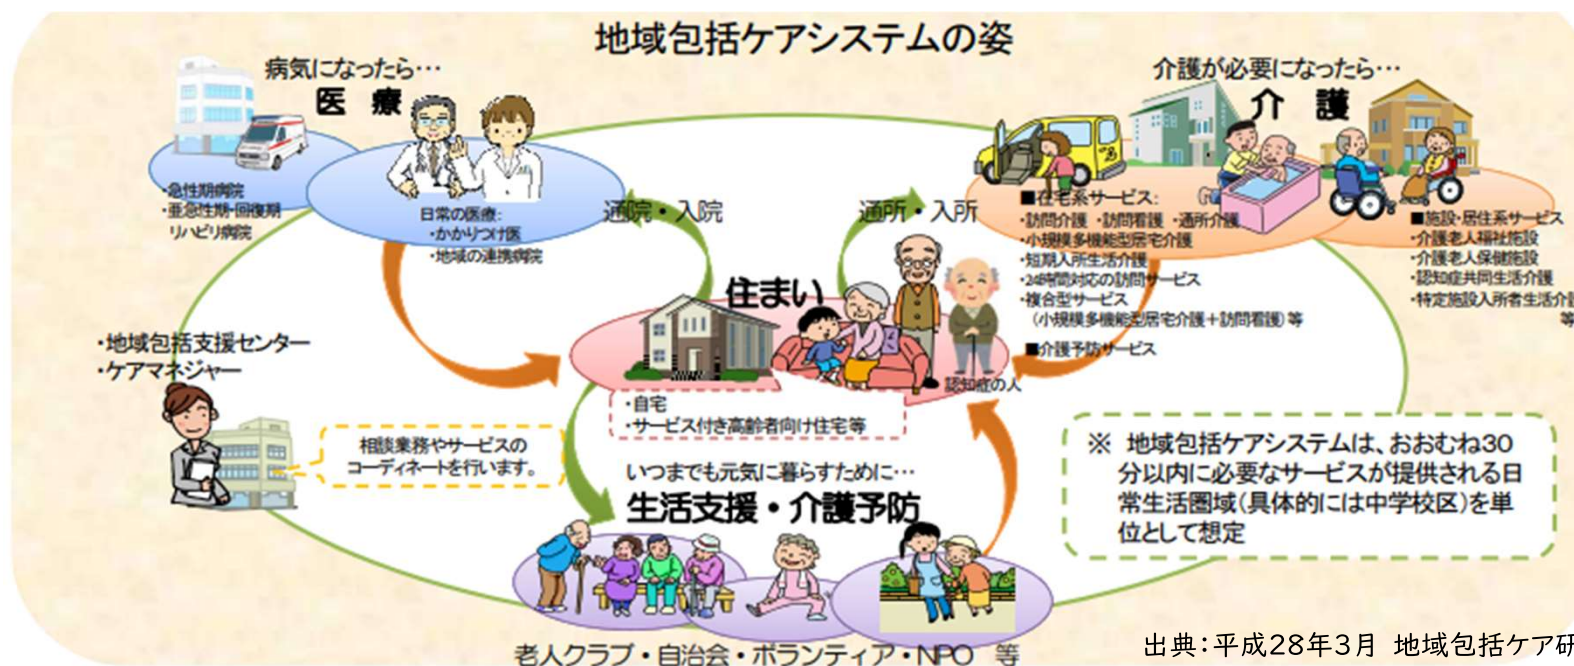 地域包括ケアシステムの姿
病気になったら…
医 療
・急性期病院
・亜急性期・回復期
リハビリ病院
日常の医療:
・かかりつけ医
・地域の連携病院
通院・入院
通所・入所
介護が必要になったら…
介 護
■在宅系サービス:
・訪問介護 ・訪問看護 ・通所介護
・小規模多機能型居宅介護
・短期入所生活介護
・24時間対応の訪問サービス
・複合型サービス
(小規模多機能型居宅介護+訪問看護)等
■介護予防サービス
■施設・居住系サービス
・介護老人福祉施設
・介護老人保健施設
・認知症共同生活介護
・特定施設入所者生活介護
等
住まい
認知症の人
・自宅
・サービス付き高齢者向け住宅等
・地域包括支援センター
・ケアマネジャー
相談業務やサービスの
コーディネートを行います。
いつまでも元気に暮らすために…
生活支援・介護予防
老人クラブ・自治会・ボランティア・NPO 等
※ 地域包括ケアシステムは、おおむね30
分以内に必要なサービスが提供される日
常生活圏域(具体的には中学校区)を単
位として想定
出典:平成28年3月 地域包括ケア研